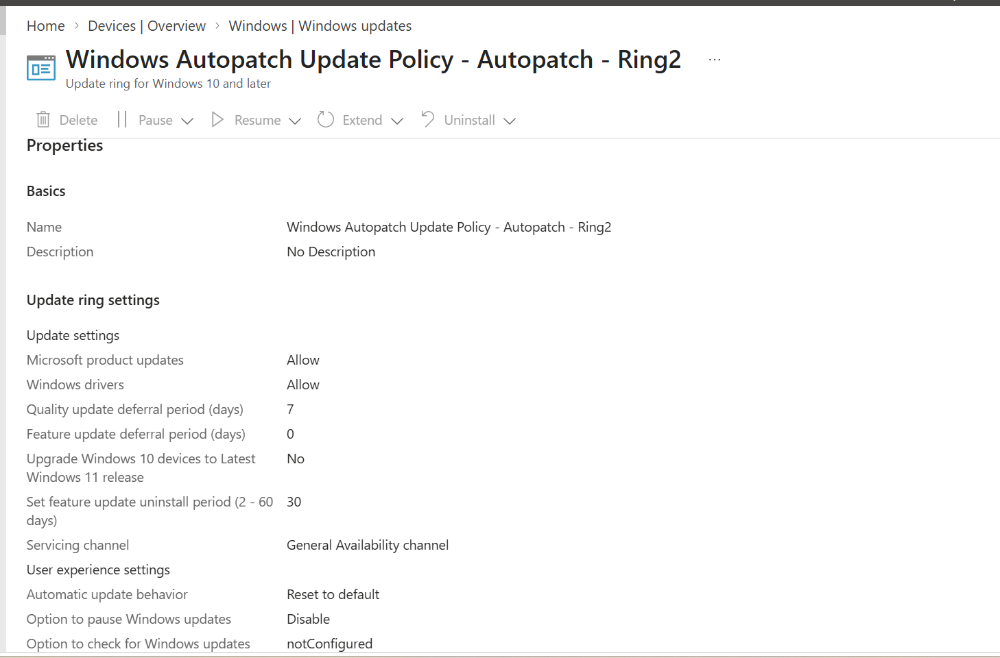 Home > Devices | Overview > Windows | Windows updates
Windows Autopatch Update Policy - Autopatch - Ring2 ...
Update ring for Windows 10 and later
Delete Pause Resume Extend Uninstall
Properties
Basics
Name Windows Autopatch Update Policy - Autopatch - Ring2
Description No Description
Update ring settings
Update settings
Microsoft product updates Allow
Windows drivers Allow
Quality update deferral period (days) 7
Feature update deferral period (days) 0
Upgrade Windows 10 devices to Latest No
Windows 11 release
Set feature update uninstall period (2 - 60 30
days)
Servicing channel General Availability channel
User experience settings
Automatic update behavior Reset to default
Option to pause Windows updates Disable
Option to check for Windows updates notConfigured